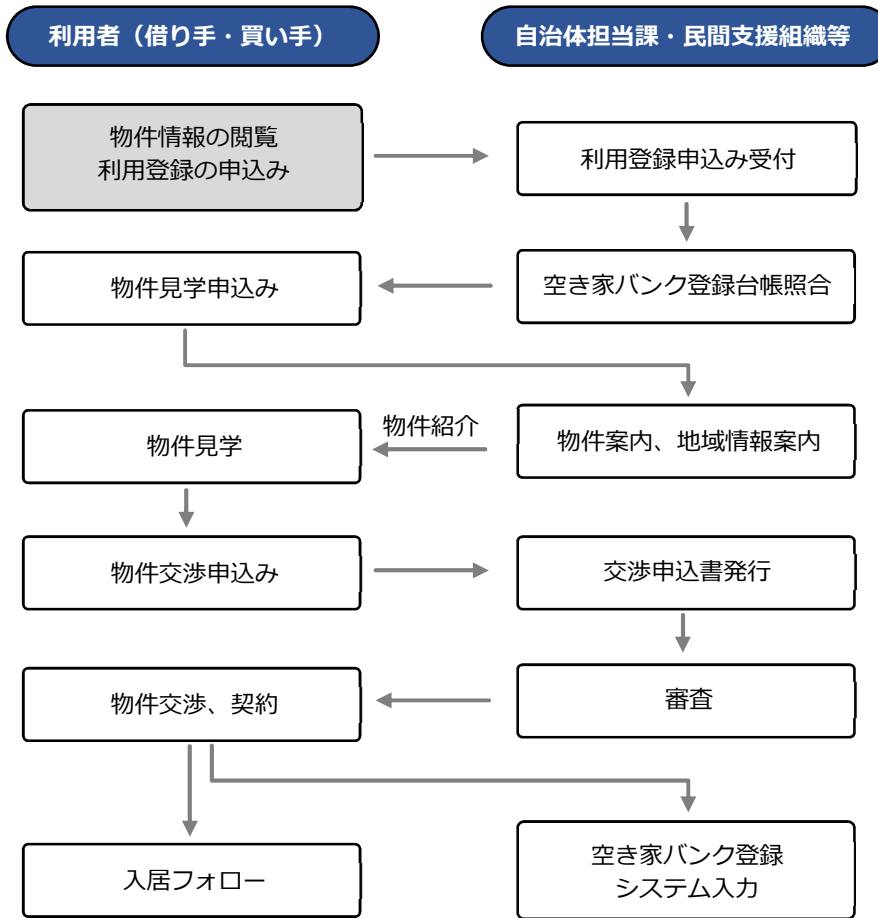 利用者（借り手・買い手）
自治体担当課・民間支援組織等
物件情報の閲覧
利用登録の申込み
利用登録申込み受付
物件見学申込み
空き家バンク登録台帳照合
物件見学
物件紹介
物件案内、地域情報案内
物件交渉申込み
交渉申込書発行
物件交渉、契約
審査
入居フォロー
空き家バンク登録
システム入力